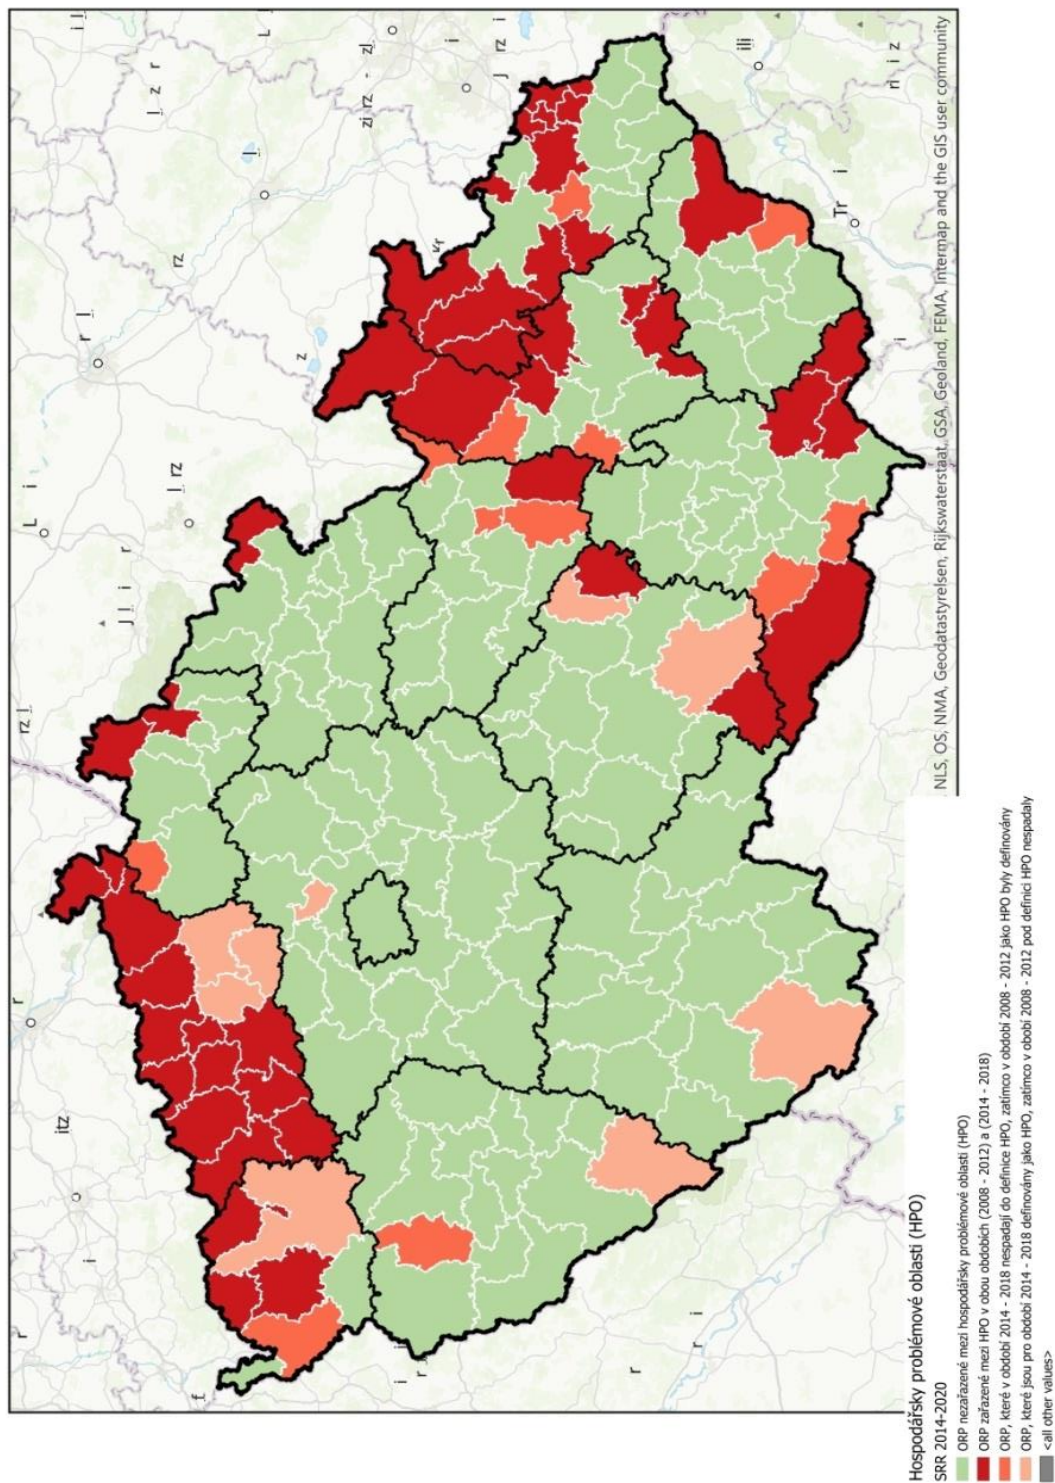 NLS, OS, NMA, Geodatastyrelsen, Rijkswaterstaat, GSA, Geoland, FEMA, Intermap and the GIS user community
Hospodářsky problémové oblasti (HPO)
SRR 2014-2020
ORP nezařazené mezi hospodářsky problémové oblasti (HPO)
ORP zařazené mezi HPO v obou obdobích (2008 - 2012) a (2014 - 2018)
ORP, které v období 2014 - 2018 nespadají do definice HPO, zatímco v období 2008 - 2012 jako HPO byly definovány
ORP, které jsou pro období 2014 - 2018 definovány jako HPO, zatímco v obobí 2008 - 2012 pod definici HPO nespadaly
<all other values>